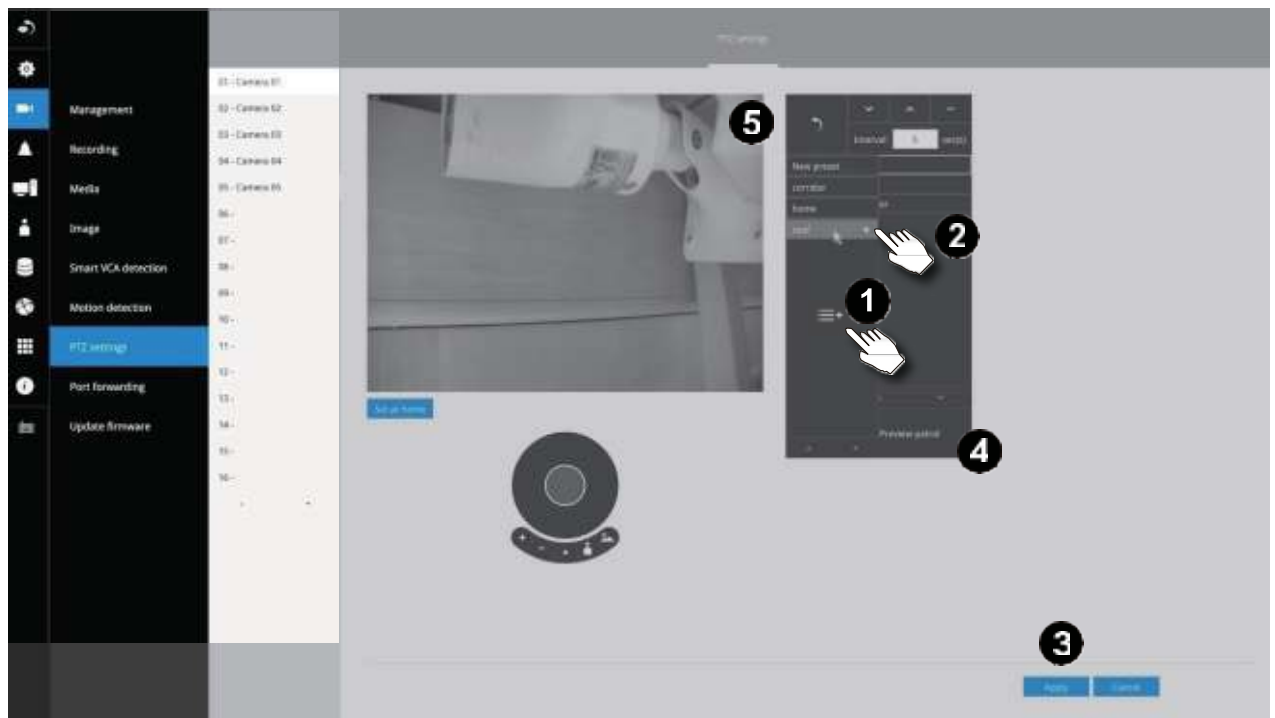 PTZ settings
Management
Recording
Media
Image
Smart VCA detection
Motion detection
PTZ settings
Port forwarding
Update firmware
01 - Camera 01
02 - Camera 02
03 - Camera 03
04 - Camera 04
05 - Camera 05
06 -
07 -
08 -
09 -
10 -
11 -
12 -
13 -
14 -
15 -
16 -
5
Set as home
Interval 5 sec(s)
New preset
corridor
home
2
1
Preview patrol
4
3
Apply Cancel